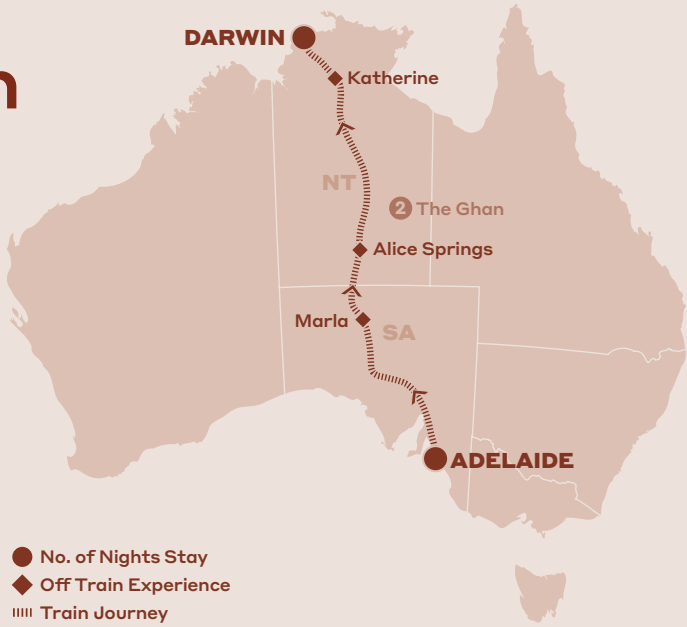 DARWIN
n
Katherine
NT
2 The Ghan
Alice Springs
Marla
SA
ADELAIDE
No. of Nights Stay
Off Train Experience
Train Journey